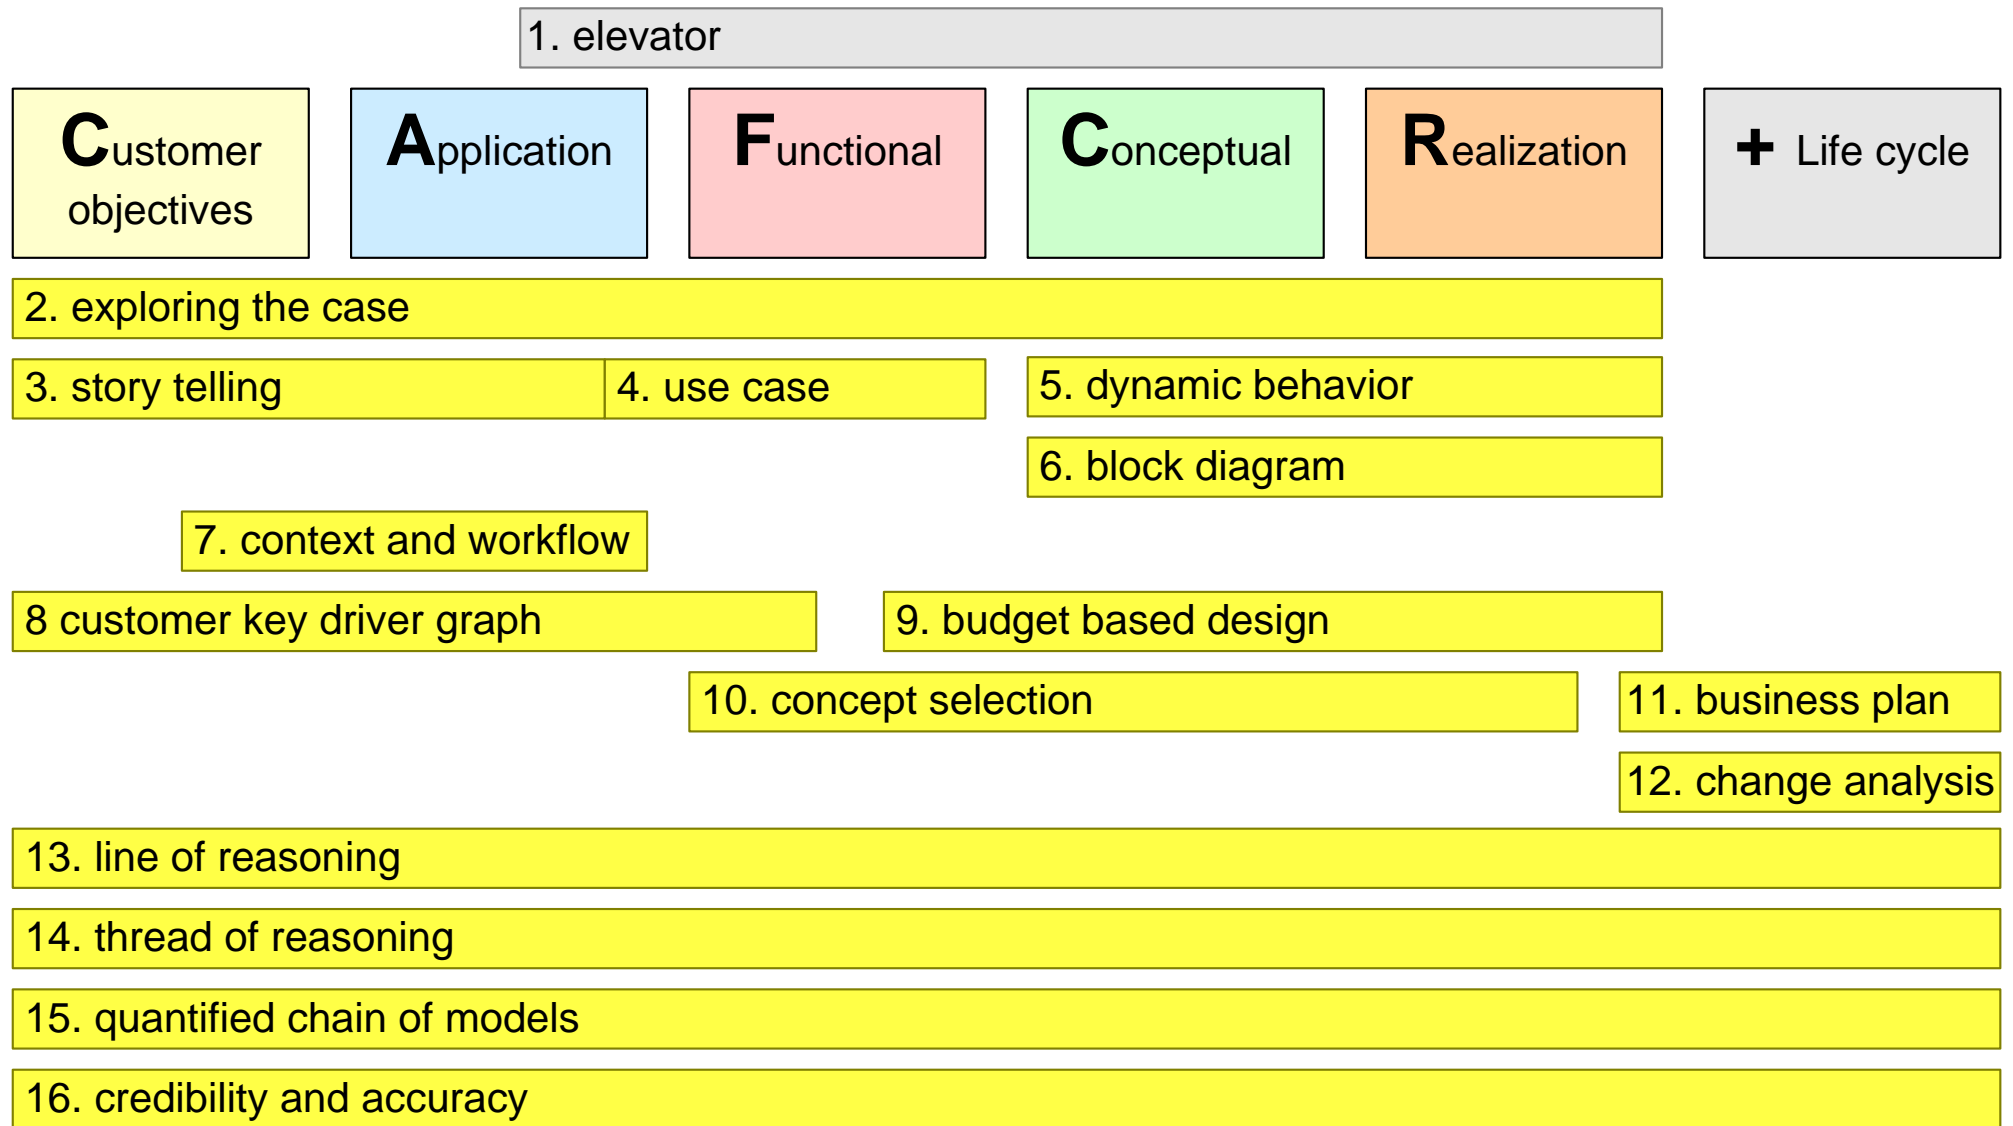 1. elevator
Customer
objectives
Application
Functional
Conceptual
Realization
+ Life cycle
2. exploring the case
3. story telling
4. use case
5. dynamic behavior
6. block diagram
7. context and workflow
8 customer key driver graph
9. budget based design
10. concept selection
11. business plan
12. change analysis
13. line of reasoning
14. thread of reasoning
15. quantified chain of models
16. credibility and accuracy